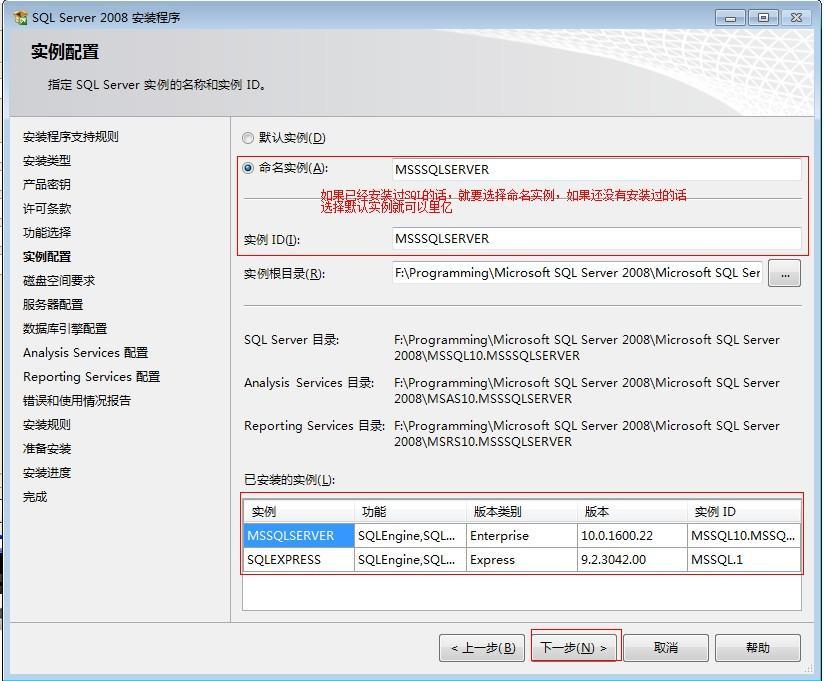 SQL Server 2008 安装程序
实例配置
指定 SQL Server 实例的名称和实例 ID。
安装程序支持规则
安装类型
产品密钥
许可条款
功能选择
实例配置
磁盘空间要求
服务器配置
数据库引擎配置
Analysis Services 配置
Reporting Services 配置
错误和使用情况报告
安装规则
准备安装
安装进度
完成
默认实例(D)
命名实例(A): MSSSQLSERVER
如果已经安装过SQL的话，就要选择命名实例，如果还没有安装过的话
选择默认实例就可以里亿
实例 ID(I): MSSSQLSERVER
实例根目录(R): F:\Programming\Microsoft SQL Server 2008\Microsoft SQL Ser ...
SQL Server 目录: F:\Programming\Microsoft SQL Server 2008\Microsoft SQL Server
2008\MSSQL10.MSSSQLSERVER
Analysis Services 目录: F:\Programming\Microsoft SQL Server 2008\Microsoft SQL Server
2008\MSAS10.MSSSQLSERVER
Reporting Services 目录: F:\Programming\Microsoft SQL Server 2008\Microsoft SQL Server
2008\MSRS10.MSSSQLSERVER
已安装的实例(L):
实例 功能 版本类别 版本 实例 ID
MSSQLSERVER SQLEngine,SQL... Enterprise 10.0.1600.22 MSSQL10.MSSQ...
SQLEXPRESS SQLEngine,SQL... Express 9.2.3042.00 MSSQL.1
< 上一步(B) 下一步(N) > 取消 帮助